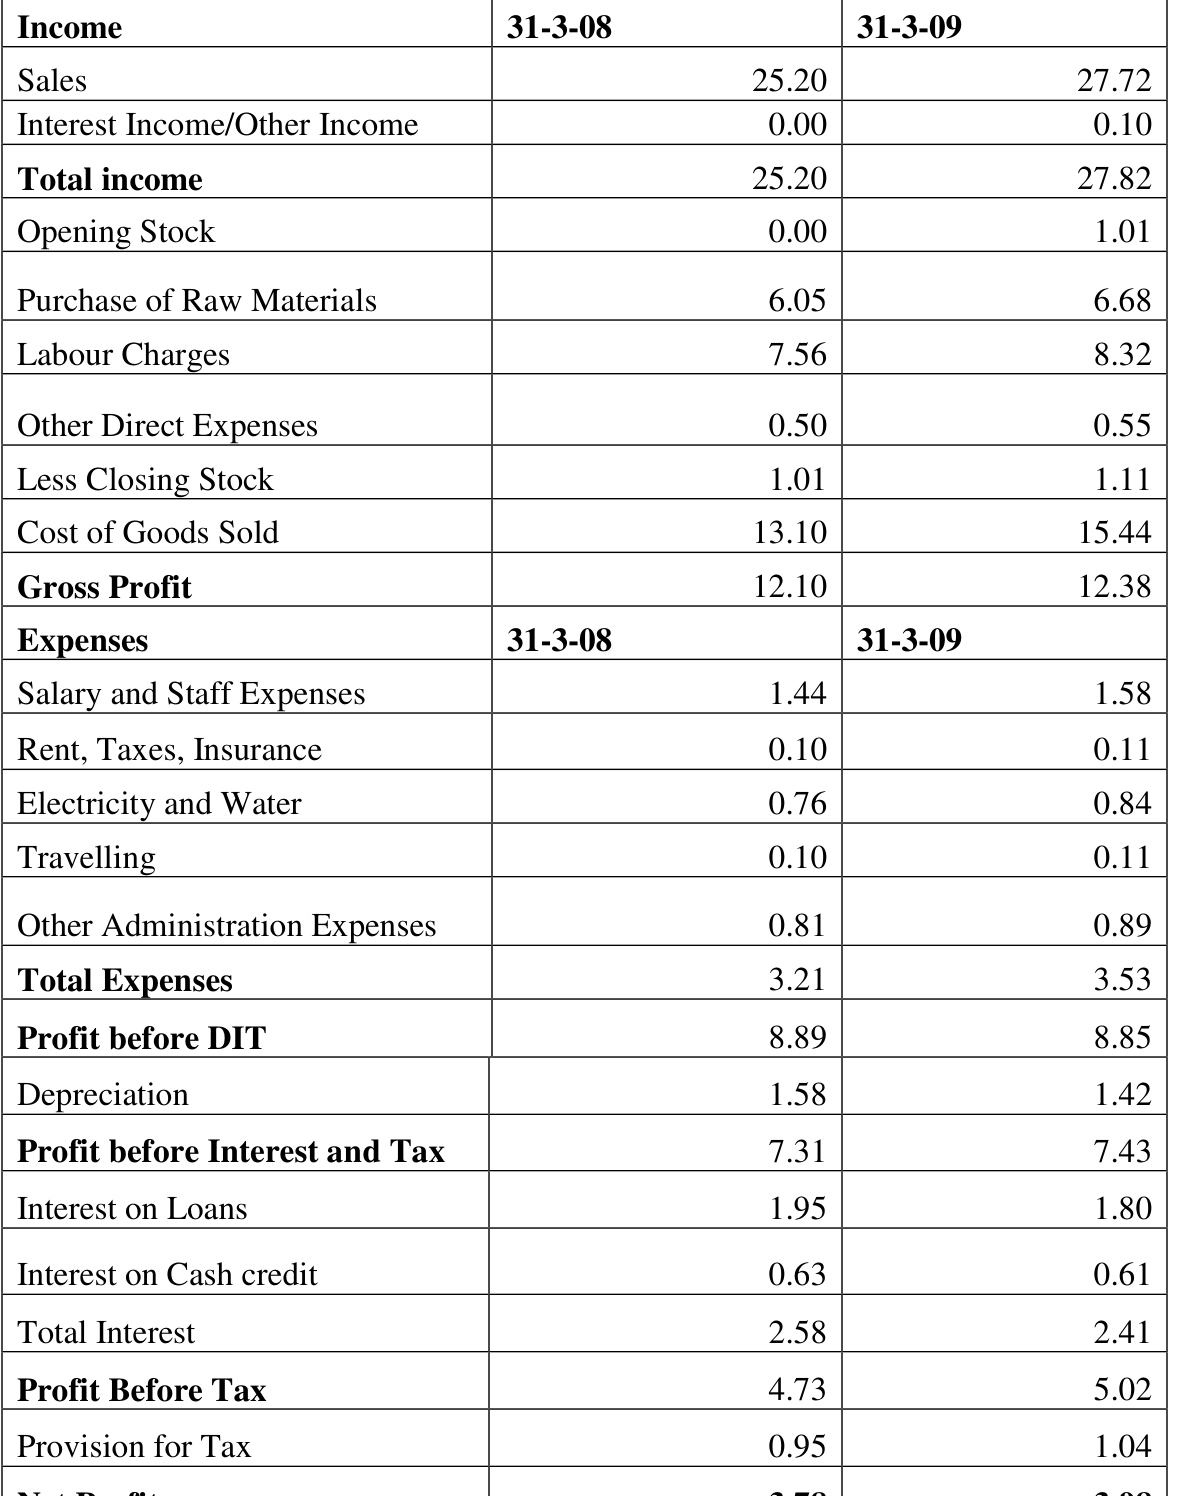 Income 31-3-08 31-3-09
Sales 25.20 27.72
Interest Income/Other Income 0.00 0.10
Total income 25.20 27.82
Opening Stock 0.00 1.01
Purchase of Raw Materials 6.05 6.68
Labour Charges 7.56 8.32
Other Direct Expenses 0.50 0.55
Less Closing Stock 1.01 1.11
Cost of Goods Sold 13.10 15.44
Gross Profit 12.10 12.38
Expenses 31-3-08 31-3-09
Salary and Staff Expenses 1.44 1.58
Rent, Taxes, Insurance 0.10 0.11
Electricity and Water 0.76 0.84
Travelling 0.10 0.11
Other Administration Expenses 0.81 0.89
Total Expenses 3.21 3.53
Profit before DIT 8.89 8.85
Depreciation 1.58 1.42
Profit before Interest and Tax 7.31 7.43
Interest on Loans 1.95 1.80
Interest on Cash credit 0.63 0.61
Total Interest 2.58 2.41
Profit Before Tax 4.73 5.02
Provision for Tax 0.95 1.04